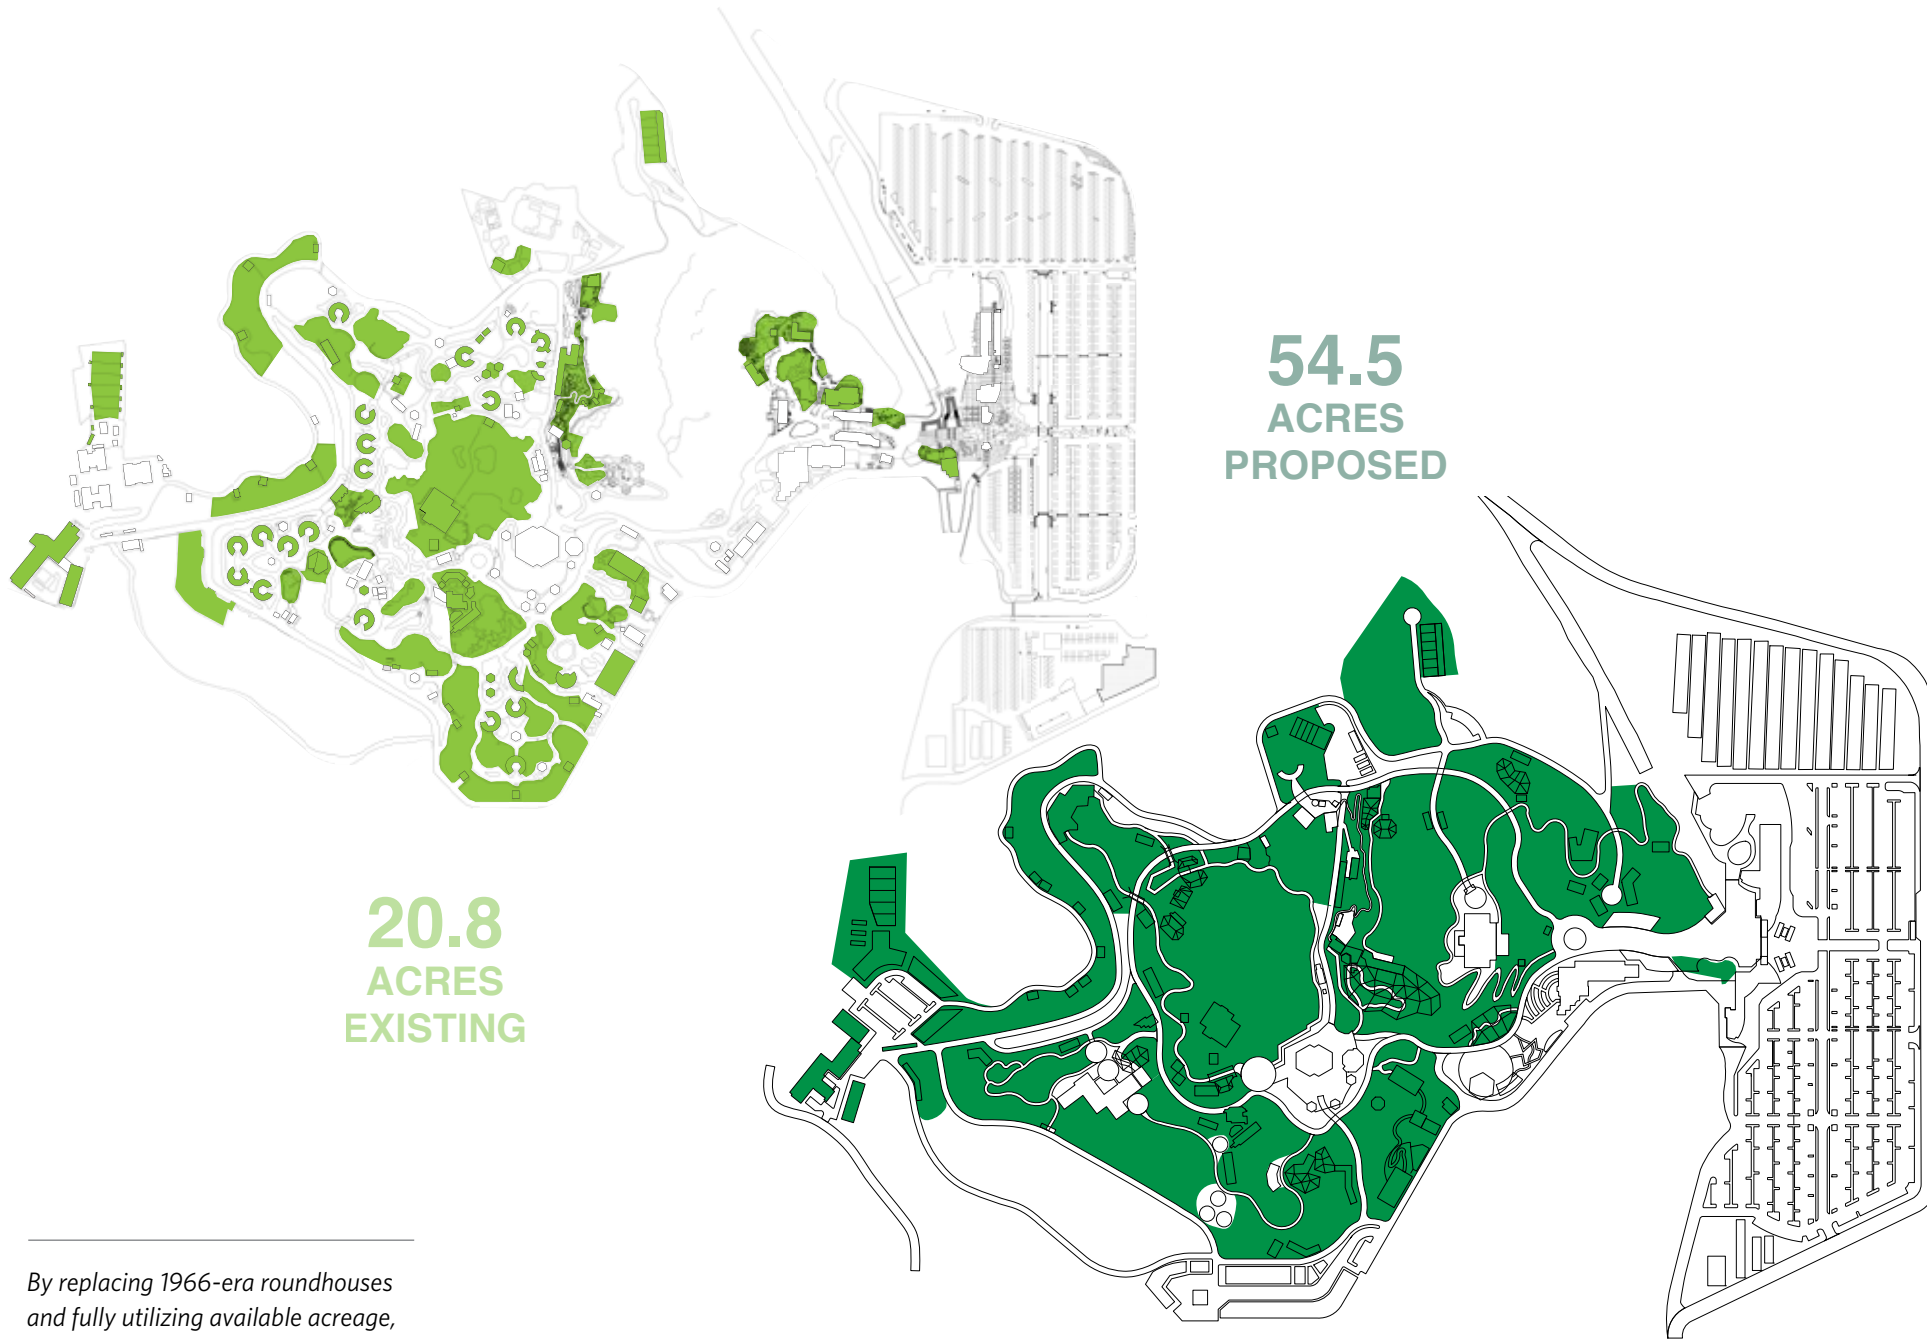 54.5
ACRES
PROPOSED
20.8
ACRES
EXISTING
By replacing 1966-era roundhouses
and fully utilizing available acreage,